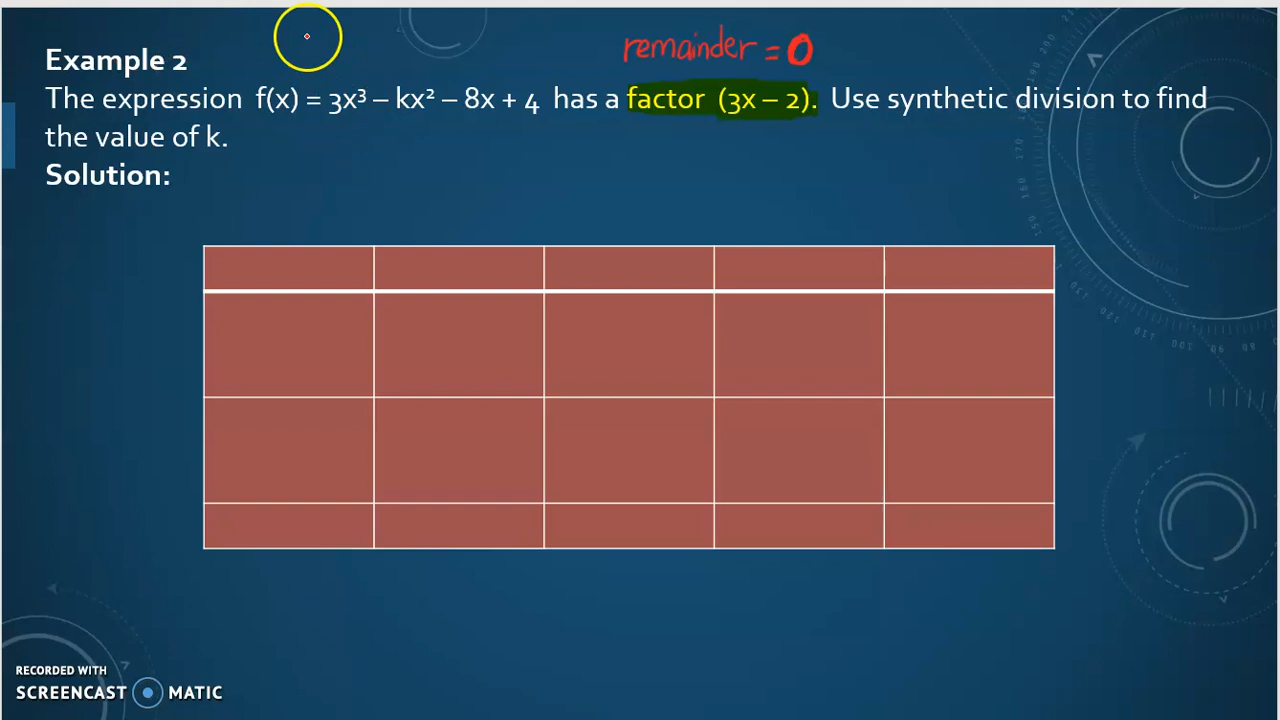 remainder = 0
Example 2
The expression f(x) = 3x³ – kx² – 8x + 4 has a factor (3x – 2). Use synthetic division to find
the value of k.
Solution:
RECORDED WITH
SCREENCAST MATIC